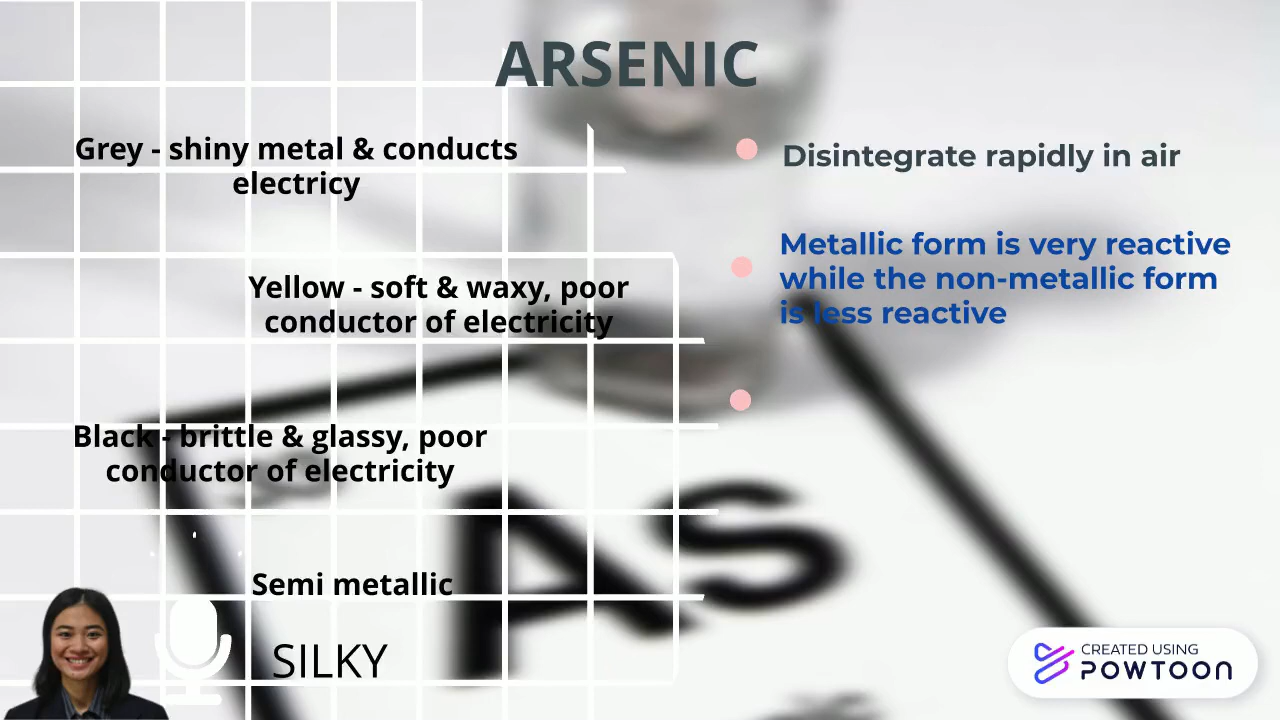 ARSENIC
Grey - shiny metal & conducts
electricy
Yellow - soft & waxy, poor
conductor of electricity
Black - brittle & glassy, poor
conductor of electricity
Semi metallic
Disintegrate rapidly in air
Metallic form is very reactive
while the non-metallic form
is less reactive
As
SILKY
CREATED USING
POWTOON